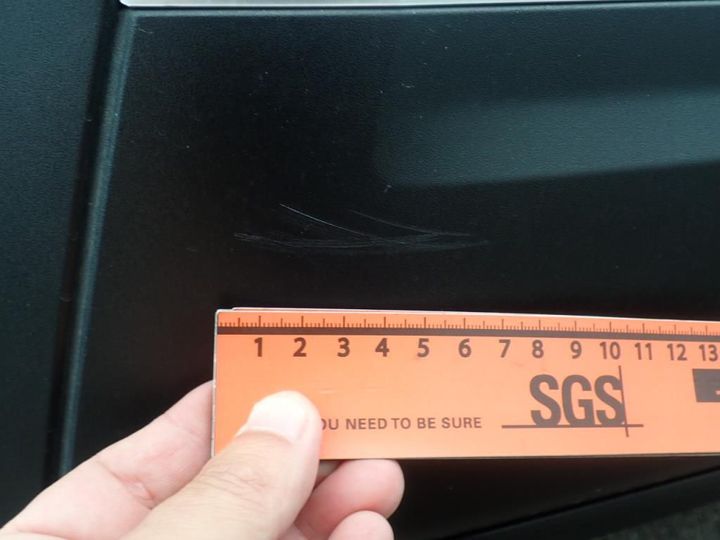 1 2 3 4 5 6 7 8 9 10 11 12 13
SGS
OU NEED TO BE SURE